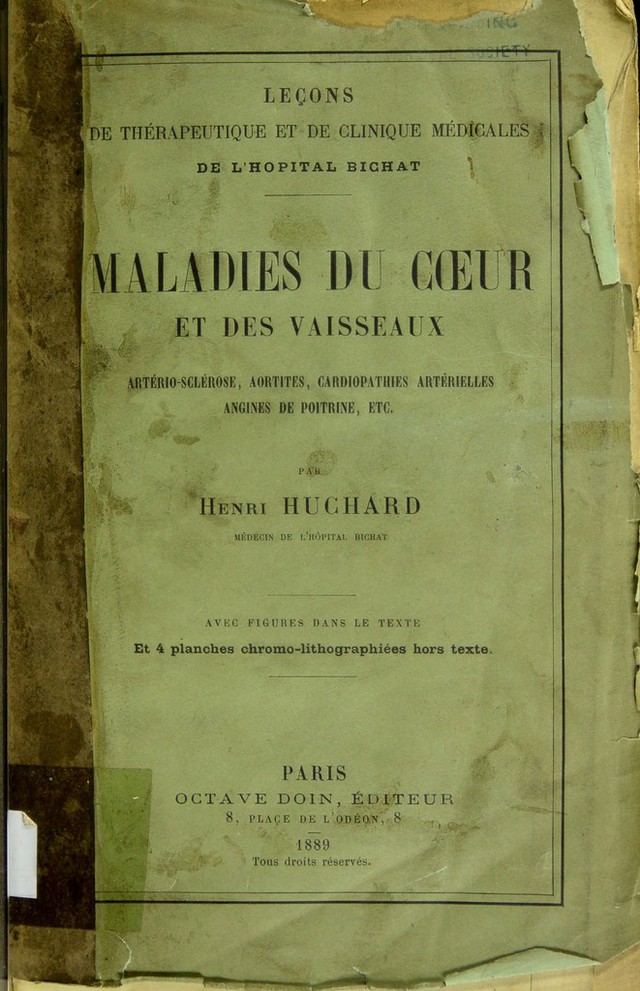 ING
SOCIETY
LEÇONS
DE THÉRAPEUTIQUE ET DE CLINIQUE MÉDICALES
DE L'HOPITAL BICHAT
MALADIES DU CŒUR
ET DES VAISSEAUX
ARTÉRIO-SCLÉROSE, AORTITES, CARDIOPATHIES ARTÉRIELLES
ANGINES DE POITRINE, ETC.
PAR
HENRI HUCHARD
MÉDECIN DE L'HÔPITAL BICHAT
AVEC FIGURES DANS LE TEXTE
Et 4 planches chromo-lithographiées hors texte.
PARIS
OCTAVE DOIN, ÉDITEUR
8, PLACE DE L'ODÉON, 8
1889
Tous droits réservés.